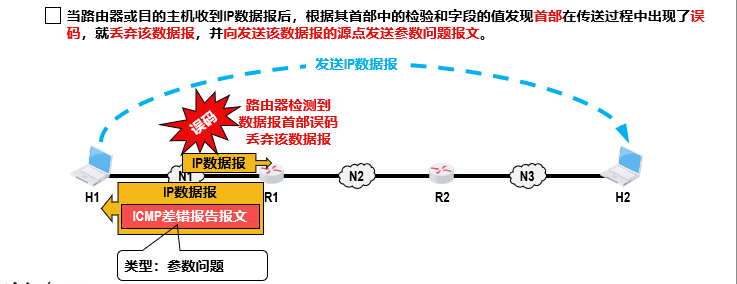 当路由器或目的主机收到IP数据报后，根据其首部中的检验和字段的值发现首部在传送过程中出现了误
码，就丢弃该数据报，并向发送该数据报的源点发送参数问题报文。
发送IP数据报
误码
路由器检测到
数据报首部误码
丢弃该数据报
IP数据报
N1
N2
N3
H1
R1
R2
H2
IP数据报
ICMP差错报告报文
类型：参数问题